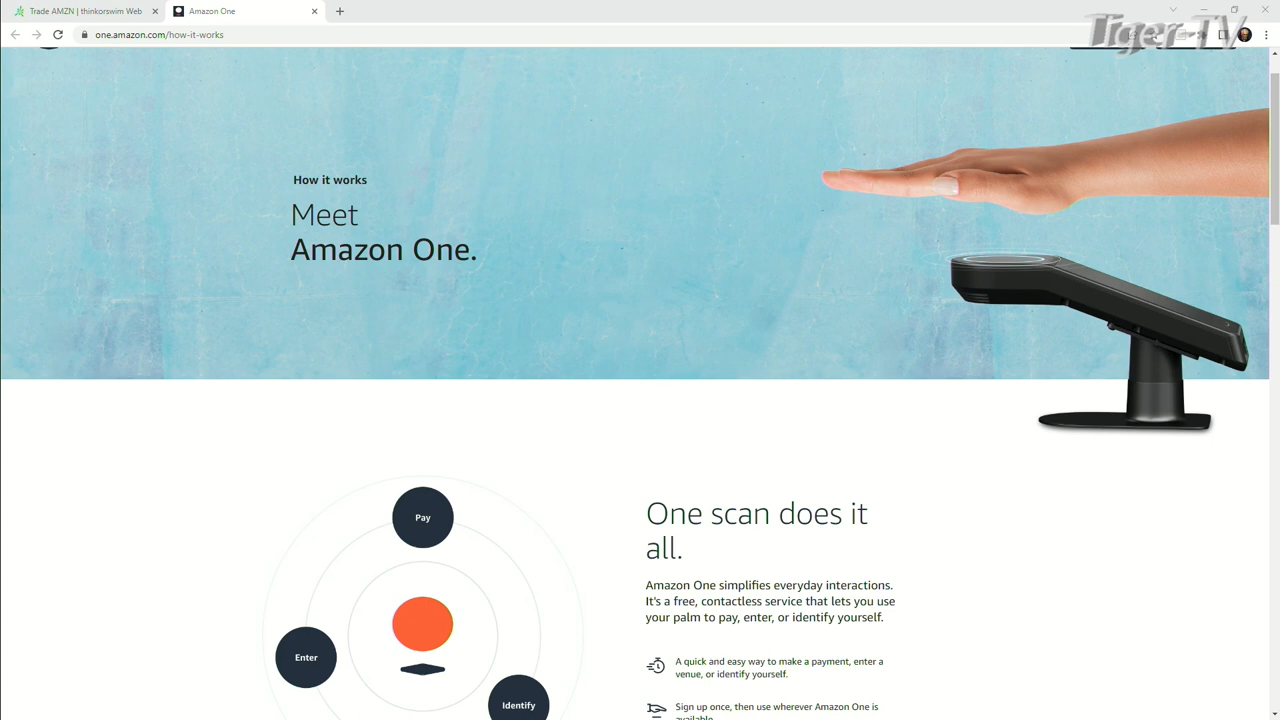 Trade AMZN | thinkorswim Web
Amazon One
Tiger-TV
one.amazon.com/how-it-works
How it works
Meet
Amazon One.
Pay
Enter
Identify
One scan does it
all.
Amazon One simplifies everyday interactions.
It's a free, contactless service that lets you use
your palm to pay, enter, or identify yourself.
A quick and easy way to make a payment, enter a
venue, or identify yourself.
Sign up once, then use wherever Amazon One is
available